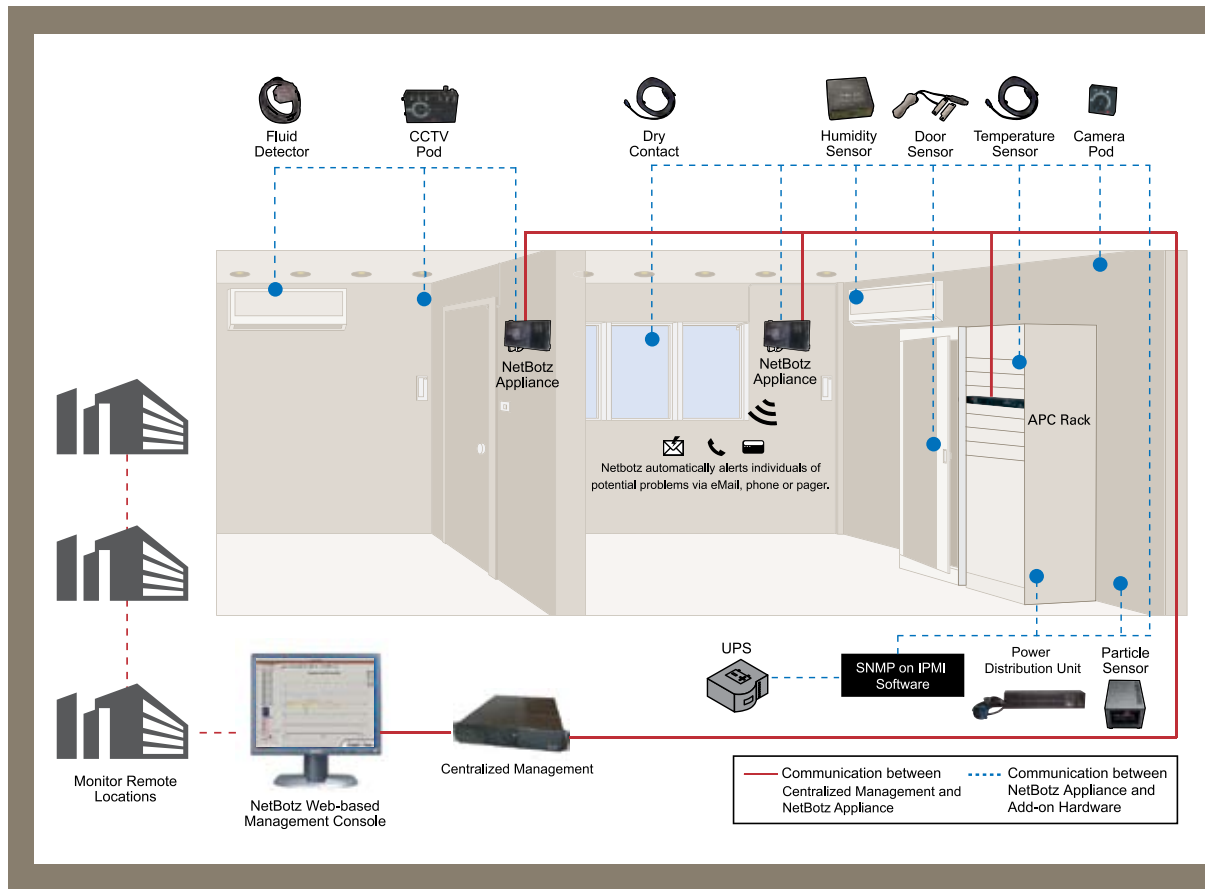 Fluid
Detector
CCTV
Pod
Dry
Contact
Humidity
Sensor
Door
Sensor
Temperature
Sensor
Camera
Pod
NetBotz
Appliance
NetBotz
Appliance
APC Rack
Netbotz automatically alerts individuals of
potential problems via eMail, phone or pager.
UPS
SNMP on IPMI
Software
Power
Distribution Unit
Particle
Sensor
Monitor Remote
Locations
NetBotz Web-based
Management Console
Centralized Management
Communication between
Centralized Management and
NetBotz Appliance
Communication between
NetBotz Appliance and
Add-on Hardware